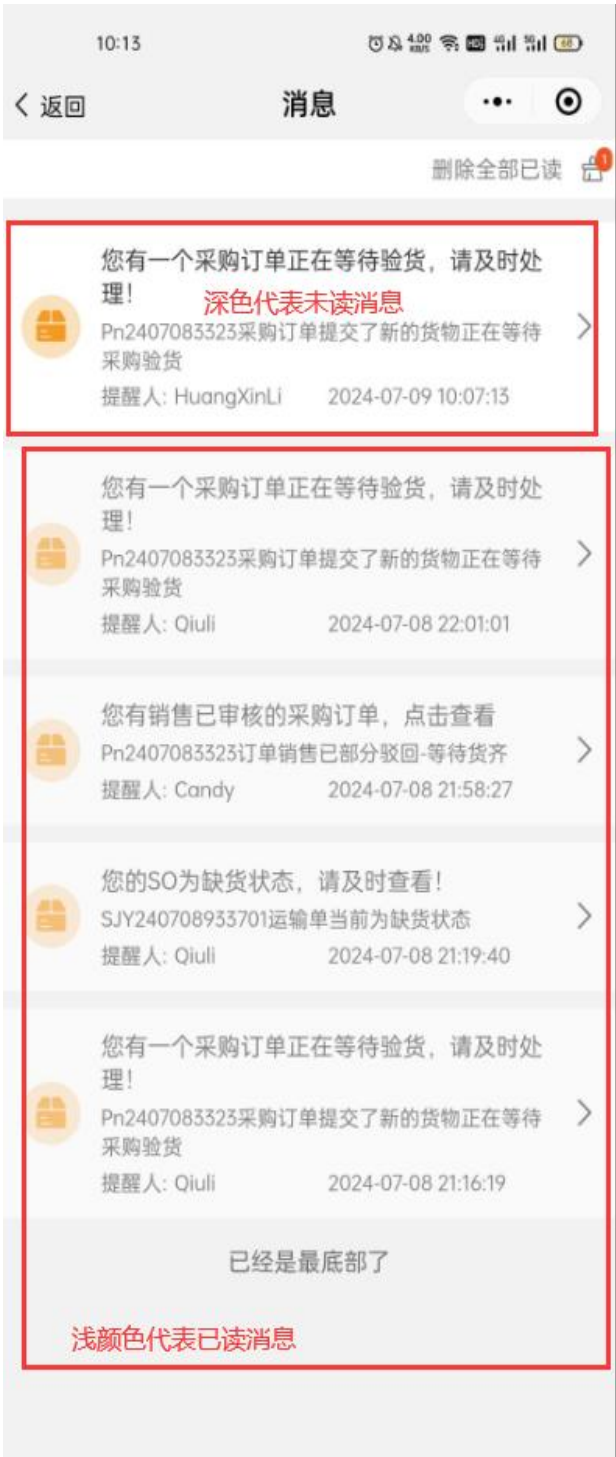 10:13
4.00 KB/S HD 4G 5G 68
返回
消息
删除全部已读
1
您有一个采购订单正在等待验货，请及时处
理！
深色代表未读消息
Pn2407083323采购订单提交了新的货物正在等待
采购验货
提醒人: HuangXinLi 2024-07-09 10:07:13
您有一个采购订单正在等待验货，请及时处
理！
Pn2407083323采购订单提交了新的货物正在等待
采购验货
提醒人: Qiuli 2024-07-08 22:01:01
您有销售已审核的采购订单，点击查看
Pn2407083323订单销售已部分驳回-等待货齐
提醒人: Candy 2024-07-08 21:58:27
您的SO为缺货状态，请及时查看！
SJY240708933701运输单当前为缺货状态
提醒人: Qiuli 2024-07-08 21:19:40
您有一个采购订单正在等待验货，请及时处
理！
Pn2407083323采购订单提交了新的货物正在等待
采购验货
提醒人: Qiuli 2024-07-08 21:16:19
已经是最底部了
浅颜色代表已读消息